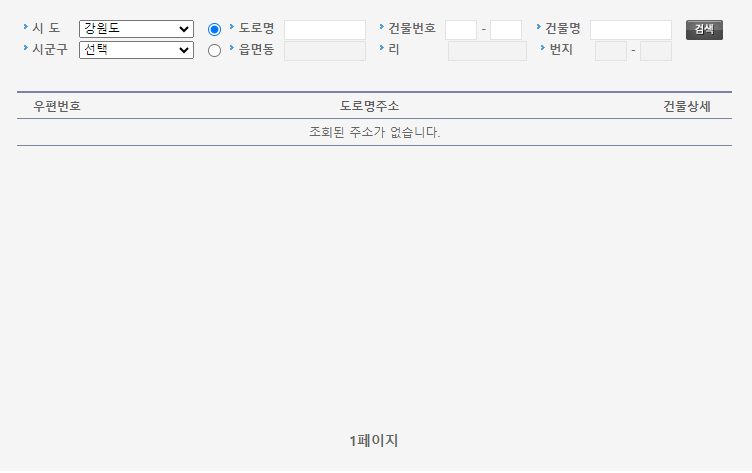 시 도 강원도 도로명 건물번호 - 건물명 검색
시군구 선택 읍면동 리 번지 -
우편번호 도로명주소 건물상세
조회된 주소가 없습니다.
1페이지